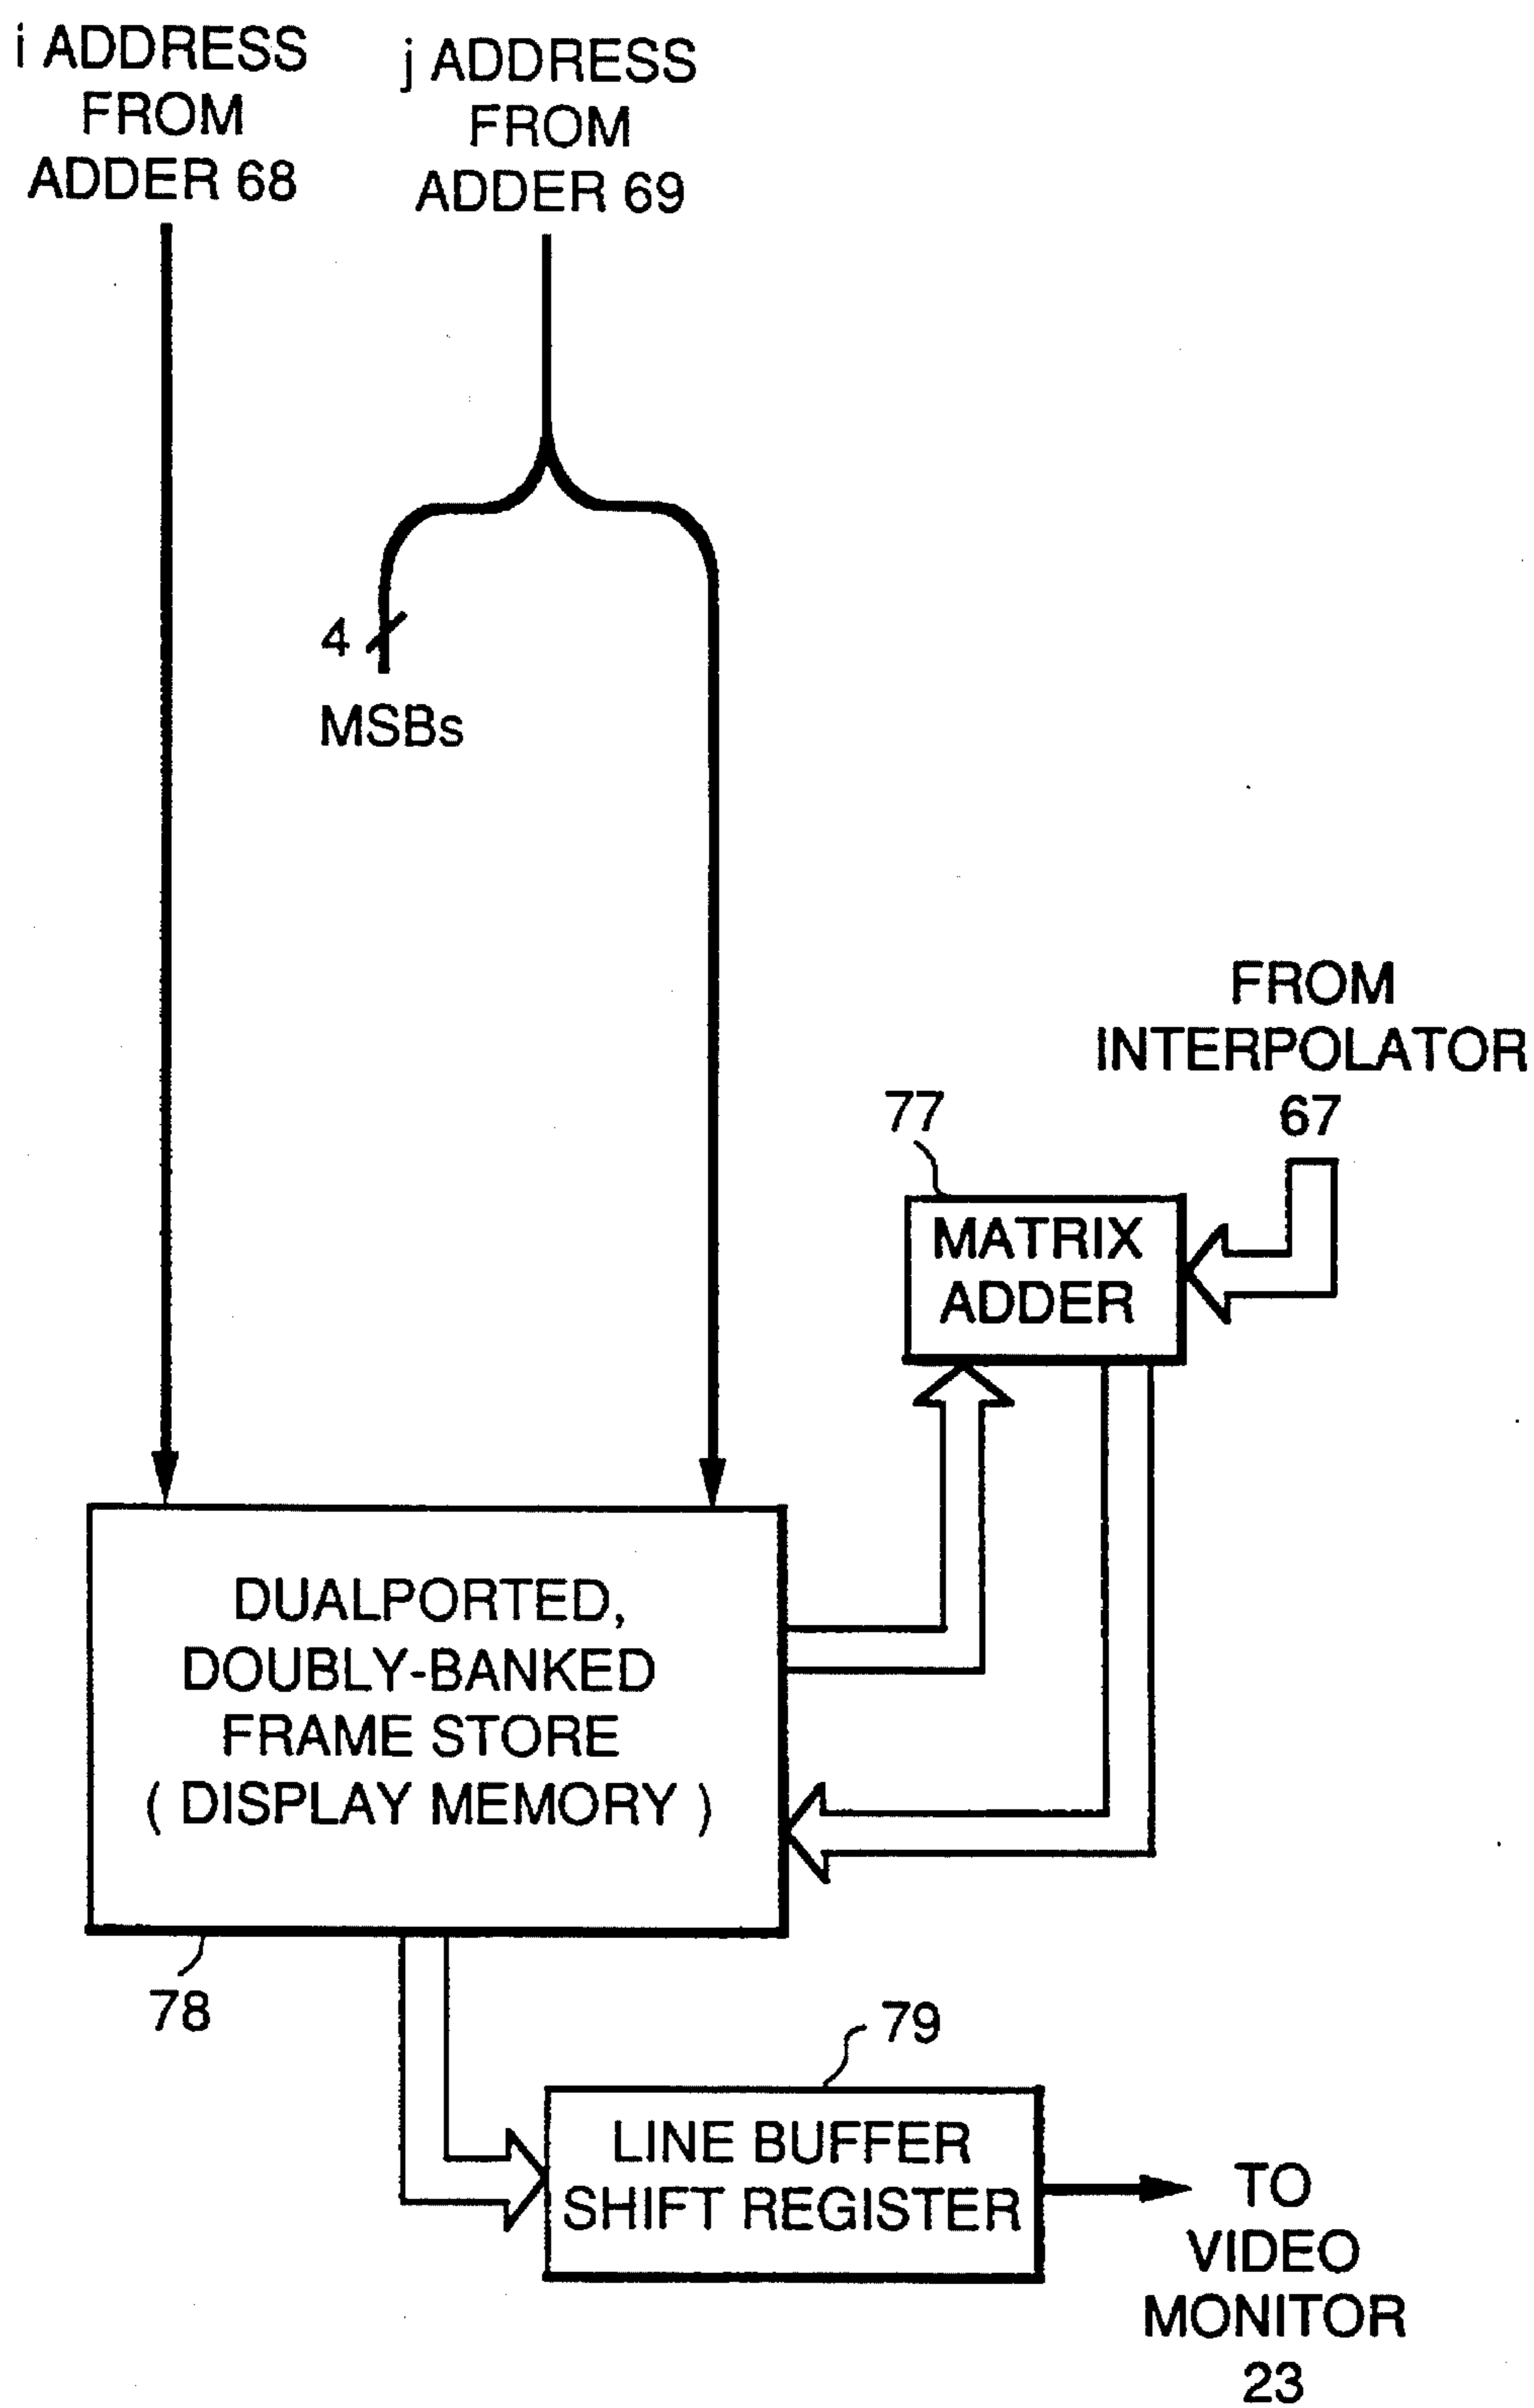 i ADDRESS
FROM
ADDER 68
j ADDRESS
FROM
ADDER 69
4
MSBs
FROM
INTERPOLATOR
67
77
MATRIX
ADDER
DUALPORTED,
DOUBLY-BANKED
FRAME STORE
( DISPLAY MEMORY )
78
79
LINE BUFFER
SHIFT REGISTER
TO
VIDEO
MONITOR
23